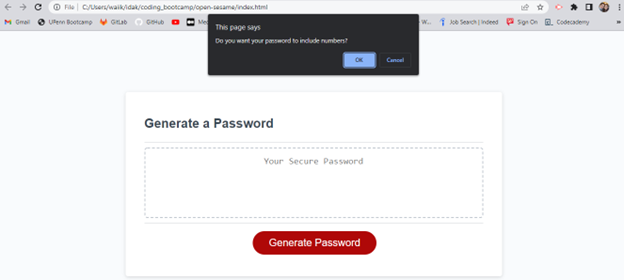 File | C:/Users/walik/Idak/coding_bootcamp/open-sesame/index.html
Gmail UPenn Bootcamp GitLab GitHub Job Search | Indeed Sign On Codecademy
This page says
Do you want your password to include numbers?
OK Cancel
Generate a Password
Your Secure Password
Generate Password